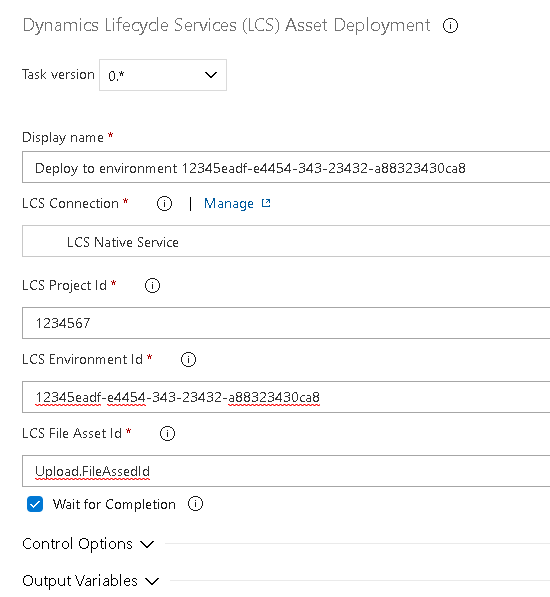 Dynamics Lifecycle Services (LCS) Asset Deployment
Task version 0.*
Display name *
Deploy to environment 12345eadf-e4454-343-23432-a88323430ca8
LCS Connection * | Manage
LCS Native Service
LCS Project Id *
1234567
LCS Environment Id *
12345eadf-e4454-343-23432-a88323430ca8
LCS File Asset Id *
Upload.FileAssedId
Wait for Completion
Control Options
Output Variables